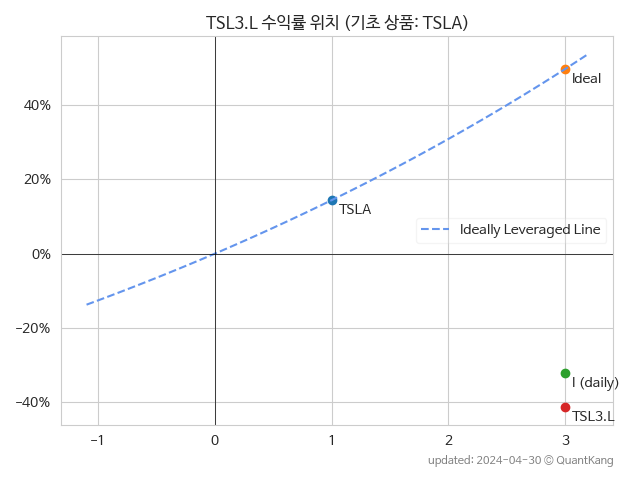 TSL3.L 수익률 위치 (기초 상품: TSLA)
40%
20%
0%
−20%
−40%
Ideal
TSLA
Ideally Leveraged Line
I (daily)
TSL3.L
−1
0
1
2
3
updated: 2024-04-30 © QuantKang